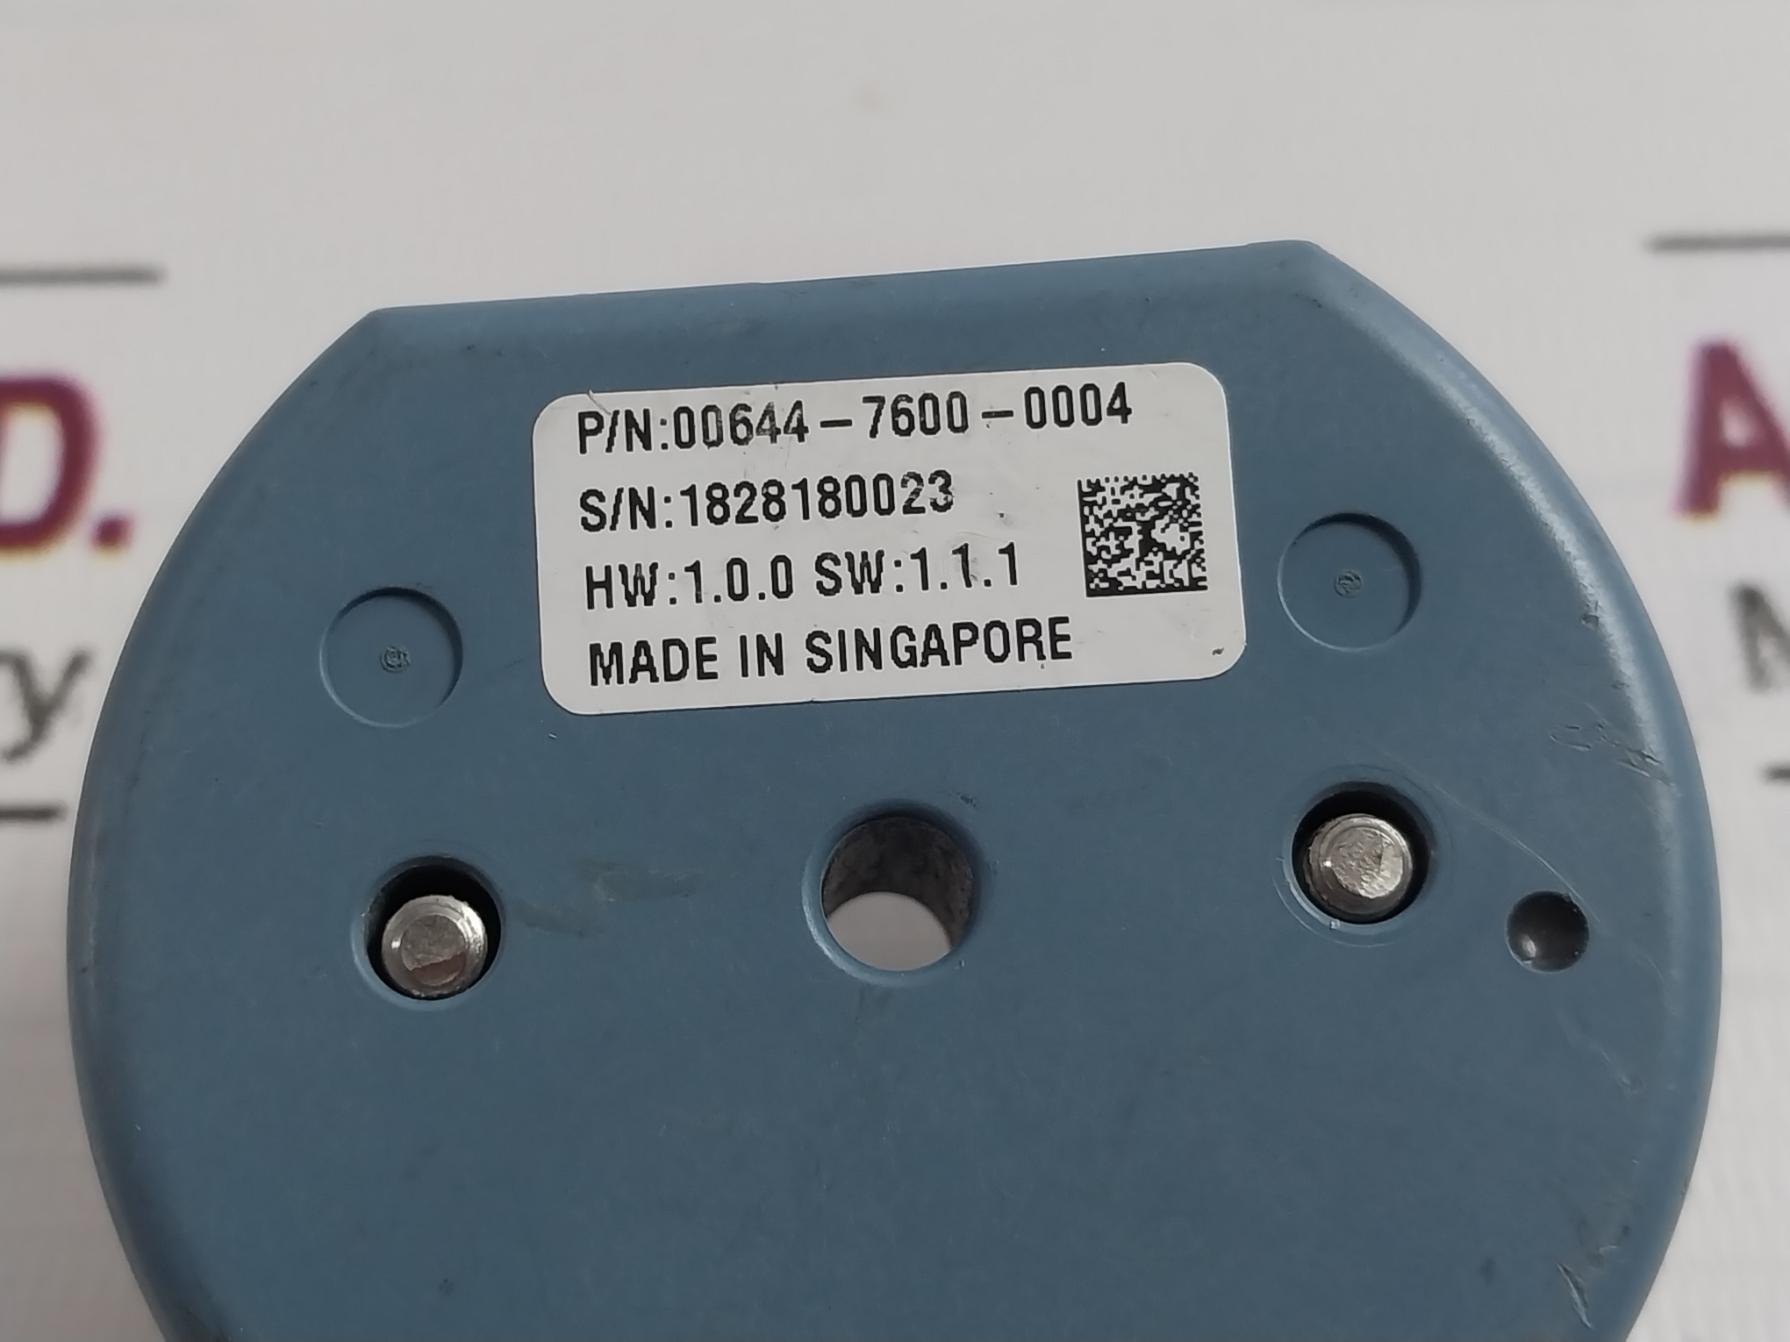 P/N:00644-7600-0004
S/N:1828180023
HW:1.0.0 SW:1.1.1
MADE IN SINGAPORE